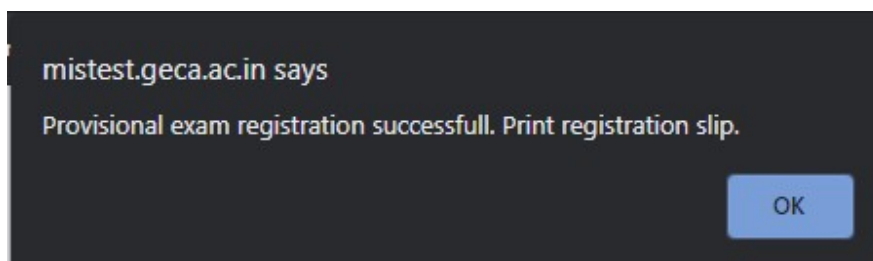 mistest.geca.ac.in says
Provisional exam registration successfull. Print registration slip.
OK